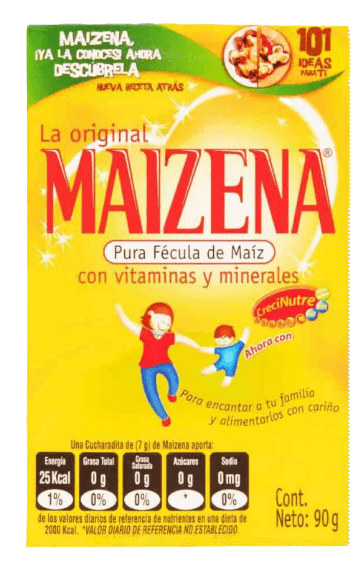 MAIZENA,
¡YA LA CONOCES! AHORA
DESCÚBRELA
NUEVA RECETA ATRÁS
101
IDEAS
PARA TI
La original
MAIZENA®
Pura Fécula de Maíz
con vitaminas y minerales
CreciNutre
Ahora con
Para encantar a tu familia
y alimentarlos con cariño
Una Cucharadita de (7 g) de Maizena aporta:
Energía Grasa Total Grasa Saturada Azúcares Sodio
25 Kcal 0 g 0 g 0 g 0 mg
1% 0% 0% * 0%
de los valores diarios de referencia de nutrientes en una dieta de
2000 Kcal. *VALOR DIARIO DE REFERENCIA NO ESTABLECIDO.
Cont.
Neto: 90 g